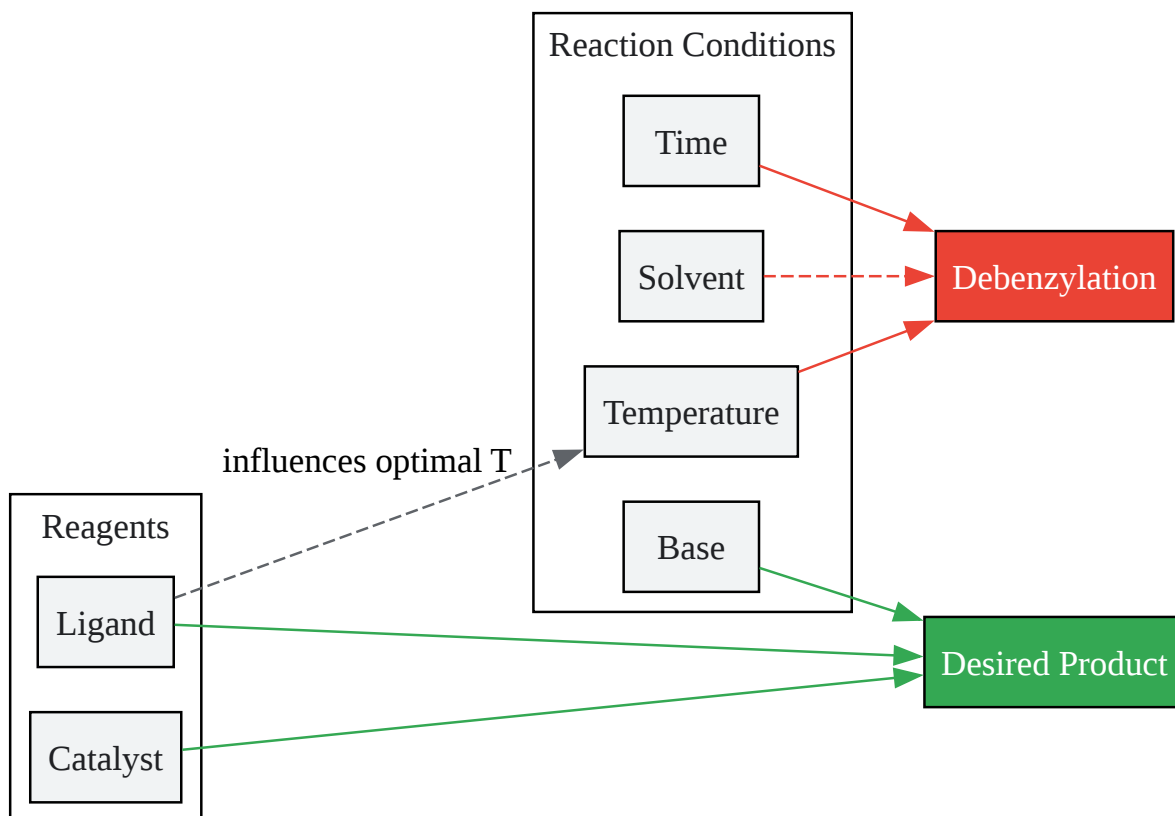 Reaction Conditions
Time
Solvent
Debenzylation
Temperature
influences optimal T
Reagents
Base
Ligand
Desired Product
Catalyst